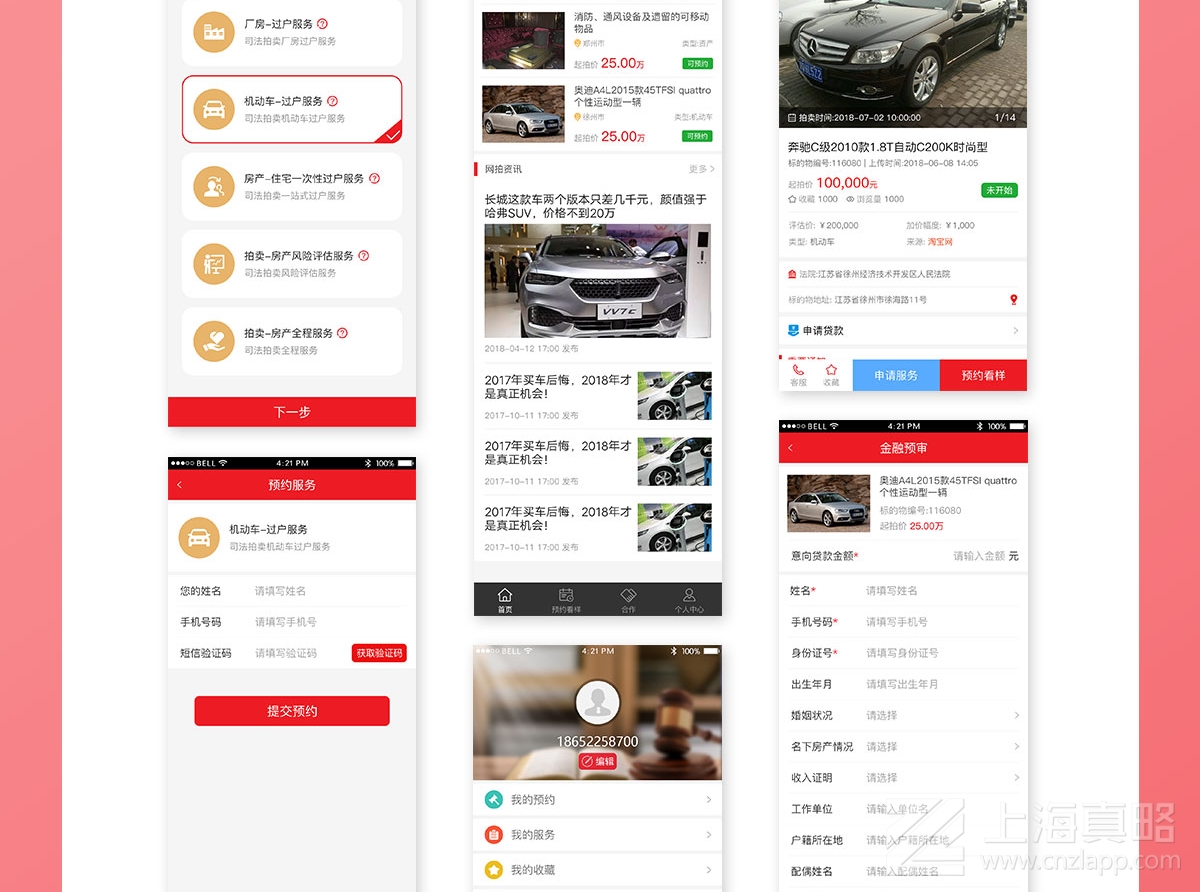 厂房-过户服务
司法拍卖厂房过户服务
机动车-过户服务
司法拍卖机动车过户服务
房产-住宅一次性过户服务
司法拍卖一站式过户服务
拍卖-房产风险评估服务
司法拍卖风险评估服务
拍卖-房产全程服务
司法拍卖全程服务
下一步
BELL 4:21 PM 100%
预约服务
机动车-过户服务
司法拍卖机动车过户服务
您的姓名 请填写姓名
手机号码 请填写手机号
短信验证码 请填写验证码 获取验证码
提交预约
消防、通风设备及遗留的可移动
物品
郑州市 类型:资产
起拍价 25.00万 可预约
奥迪A4L2015款45TFSI quattro
个性运动型一辆
徐州市 类型:机动车
起拍价 25.00万 可预约
网拍资讯 更多
长城这款车两个版本只差几千元，颜值强于
哈弗SUV，价格不到20万
VV7c
2018-04-12 17:00 发布
2017年买车后悔，2018年才
是真正机会！
2017-10-11 17:00 发布
2017年买车后悔，2018年才
是真正机会！
2017-10-11 17:00 发布
2017年买车后悔，2018年才
是真正机会！
2017-10-11 17:00 发布
首页 预约看样 合作 个人中心
BELL 4:21 PM 100%
18652258700
编辑
我的预约
我的服务
我的收藏
拍卖时间:2018-07-02 10:00:00 1/14
奔驰C级2010款1.8T自动C200K时尚型
标的物编号:116080 | 上传时间:2018-06-08 14:05
起拍价 100,000元
未开始
收藏 1000 浏览量 1000
评估价: ￥200,000 加价幅度: ￥1,000
类型: 机动车 来源: 淘宝网
法院:江苏省徐州经济技术开发区人民法院
标的物地址: 江苏省徐州市徐海路11号
申请贷款
客服 收藏 申请服务 预约看样
BELL 4:21 PM 100%
金融预审
奥迪A4L2015款45TFSI quattro
个性运动型一辆
标的物编号:116080
起拍价 25.00万
意向贷款金额* 请输入金额 元
姓名* 请填写姓名
手机号码* 请填写手机号
身份证号* 请填写身份证号
出生年月 请填写出生年月
婚姻状况 请选择
名下房产情况 请选择
收入证明 请选择
工作单位 请输入单位名
户籍所在地 请输入户籍所在地
配偶姓名 请输入配偶姓名
上海真略
www.cnzlapp.com